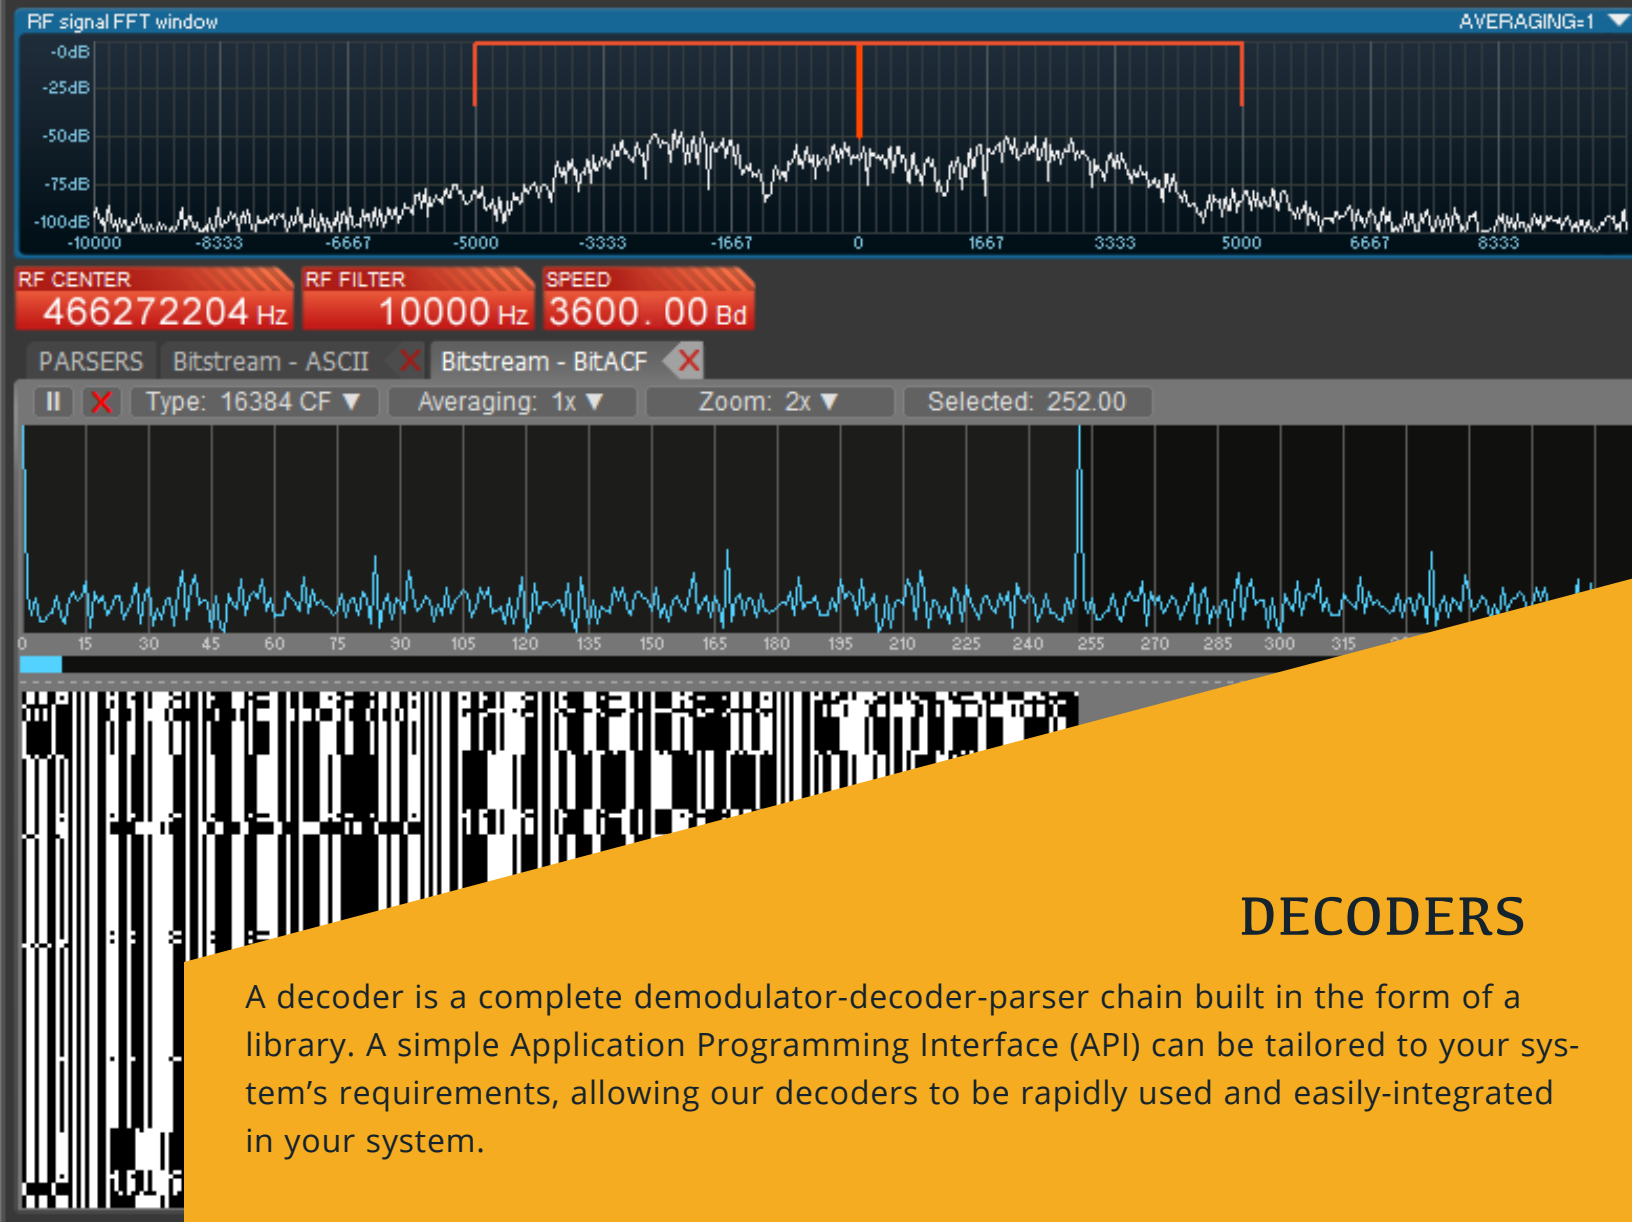 RF signal FFT window AVERAGING=1
-0dB
-25dB
-50dB
-75dB
-100dB
-10000 -8333 -6667 -5000 -3333 -1667 0 1667 3333 5000 6667 8333
RF CENTER RF FILTER SPEED
466272204 Hz 10000 Hz 3600.00 Bd
PARSERS Bitstream - ASCII Bitstream - BitACF
Type: 16384 CF Averaging: 1x Zoom: 2x Selected: 252.00
0 15 30 45 60 75 90 105 120 135 150 165 180 195 210 225 240 255 270 285 300 315
DECODERS
A decoder is a complete demodulator-decoder-parser chain built in the form of a
library. A simple Application Programming Interface (API) can be tailored to your sys-
tem's requirements, allowing our decoders to be rapidly used and easily-integrated
in your system.